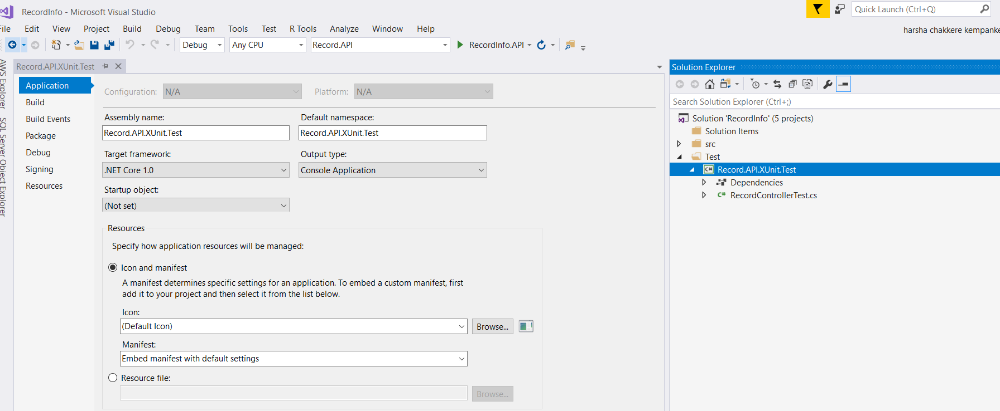 RecordInfo - Microsoft Visual Studio
Quick Launch (Ctrl+Q)
File Edit View Project Build Debug Team Tools Test R Tools Analyze Window Help
harsha chakkere kempanke
Debug Any CPU Record.API RecordInfo.API
AWS Explorer
SQL Server Object Explorer
Record.API.XUnit.Test
Application
Build
Build Events
Package
Debug
Signing
Resources
Configuration: N/A Platform: N/A
Assembly name: Default namespace:
Record.API.XUnit.Test Record.API.XUnit.Test
Target framework: Output type:
.NET Core 1.0 Console Application
Startup object:
(Not set)
Resources
Specify how application resources will be managed:
Icon and manifest
A manifest determines specific settings for an application. To embed a custom manifest, first
add it to your project and then select it from the list below.
Icon:
(Default Icon) Browse...
Manifest:
Embed manifest with default settings
Resource file:
Browse...
Solution Explorer
Search Solution Explorer (Ctrl+;)
Solution 'RecordInfo' (5 projects)
Solution Items
src
Test
C# Record.API.XUnit.Test
Dependencies
C# RecordControllerTest.cs